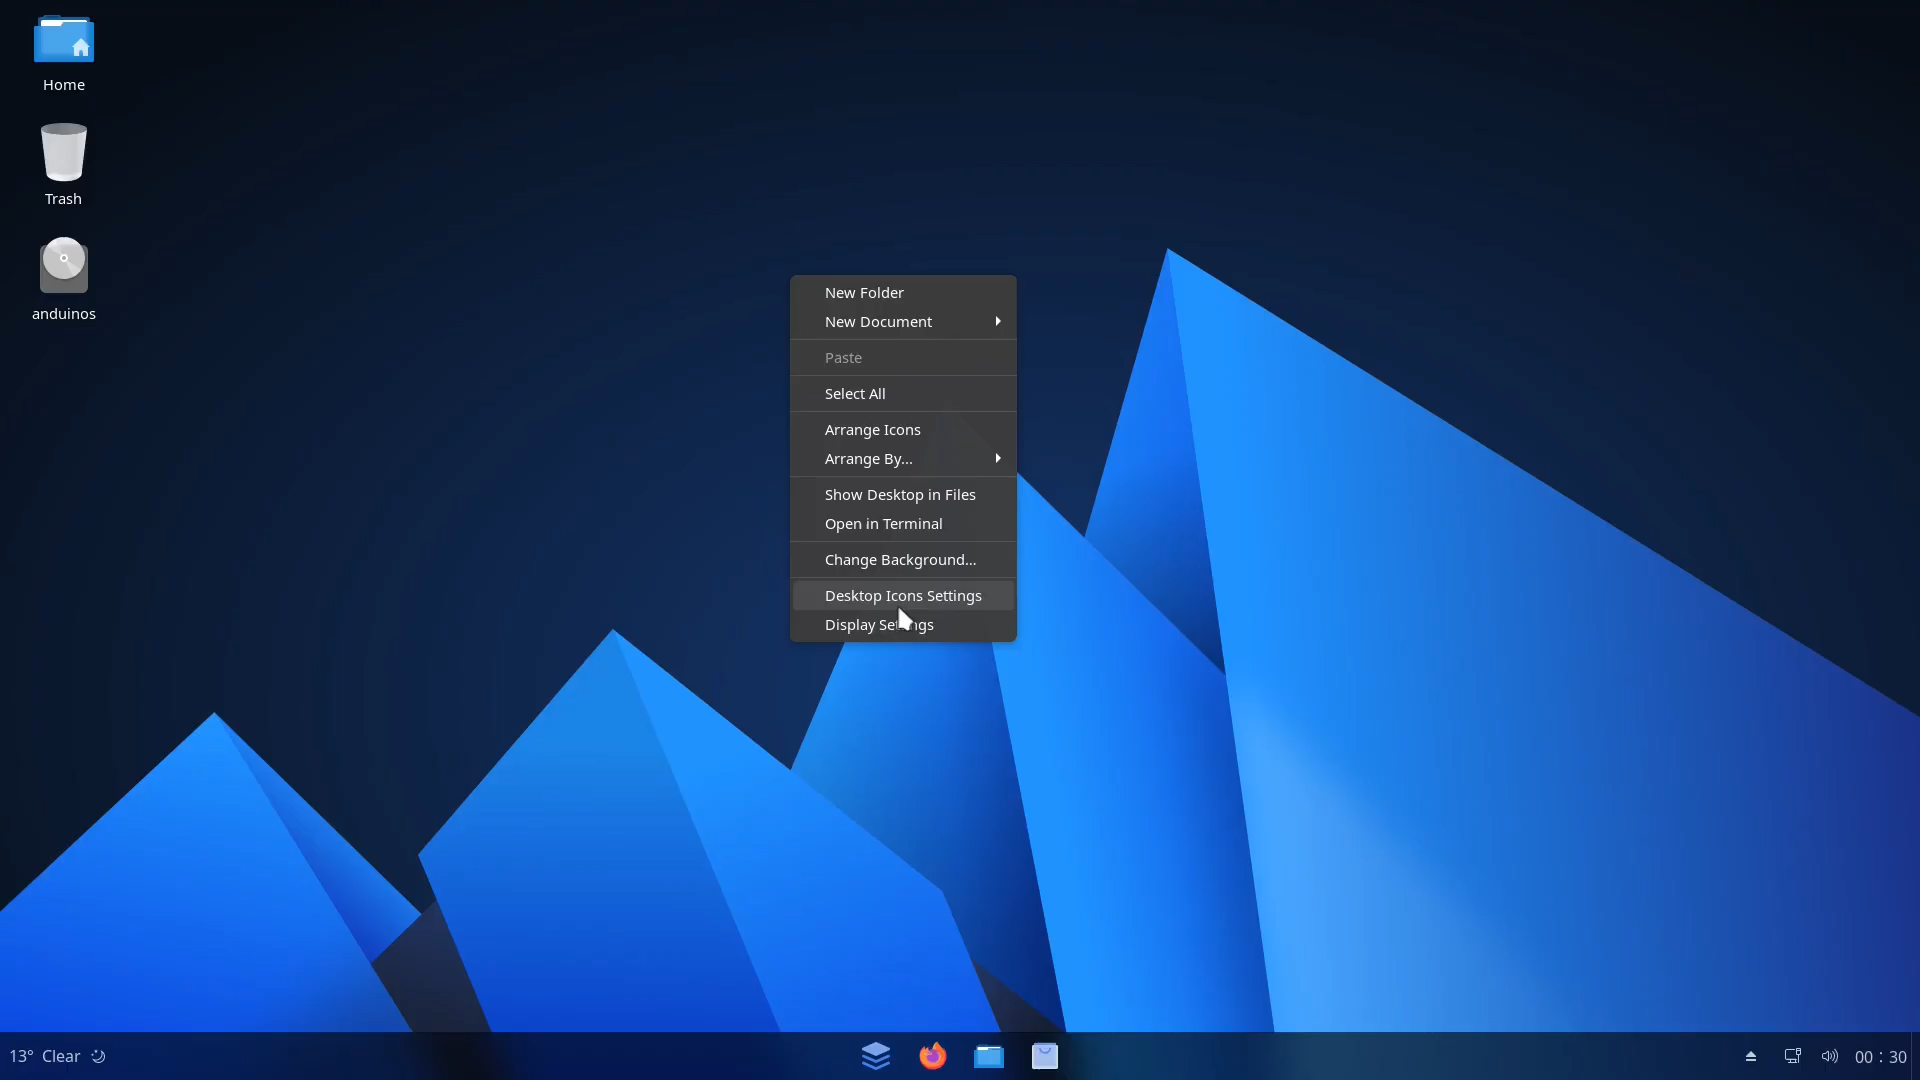 Home
Trash
anduinos
New Folder
New Document
Paste
Select All
Arrange Icons
Arrange By...
Show Desktop in Files
Open in Terminal
Change Background...
Desktop Icons Settings
Display Settings
13° Clear
00 : 30